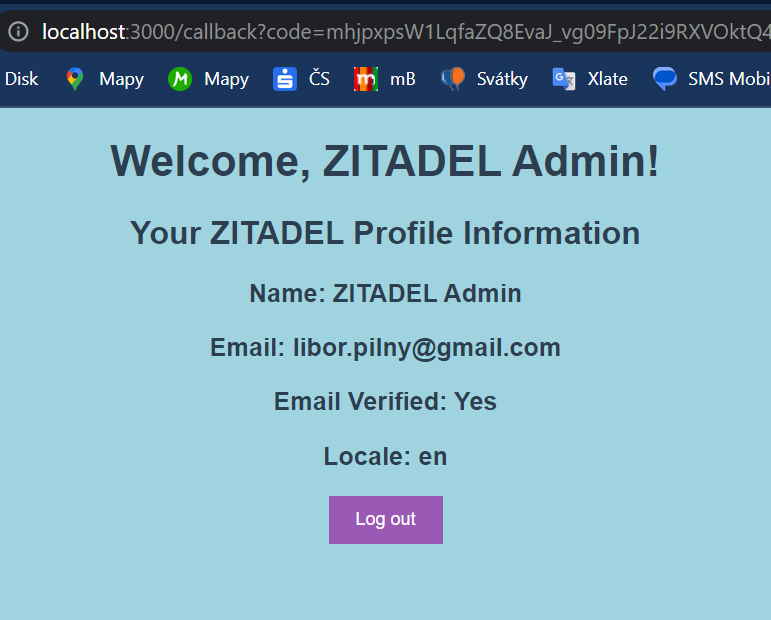 localhost:3000/callback?code=mhjpxpsW1LqfaZQ8EvaJ_vg09FpJ22i9RXVOktQ4
Disk Mapy Mapy ČS mB Svátky Xlate SMS Mobi
Welcome, ZITADEL Admin!
Your ZITADEL Profile Information
Name: ZITADEL Admin
Email: libor.pilny@gmail.com
Email Verified: Yes
Locale: en
Log out